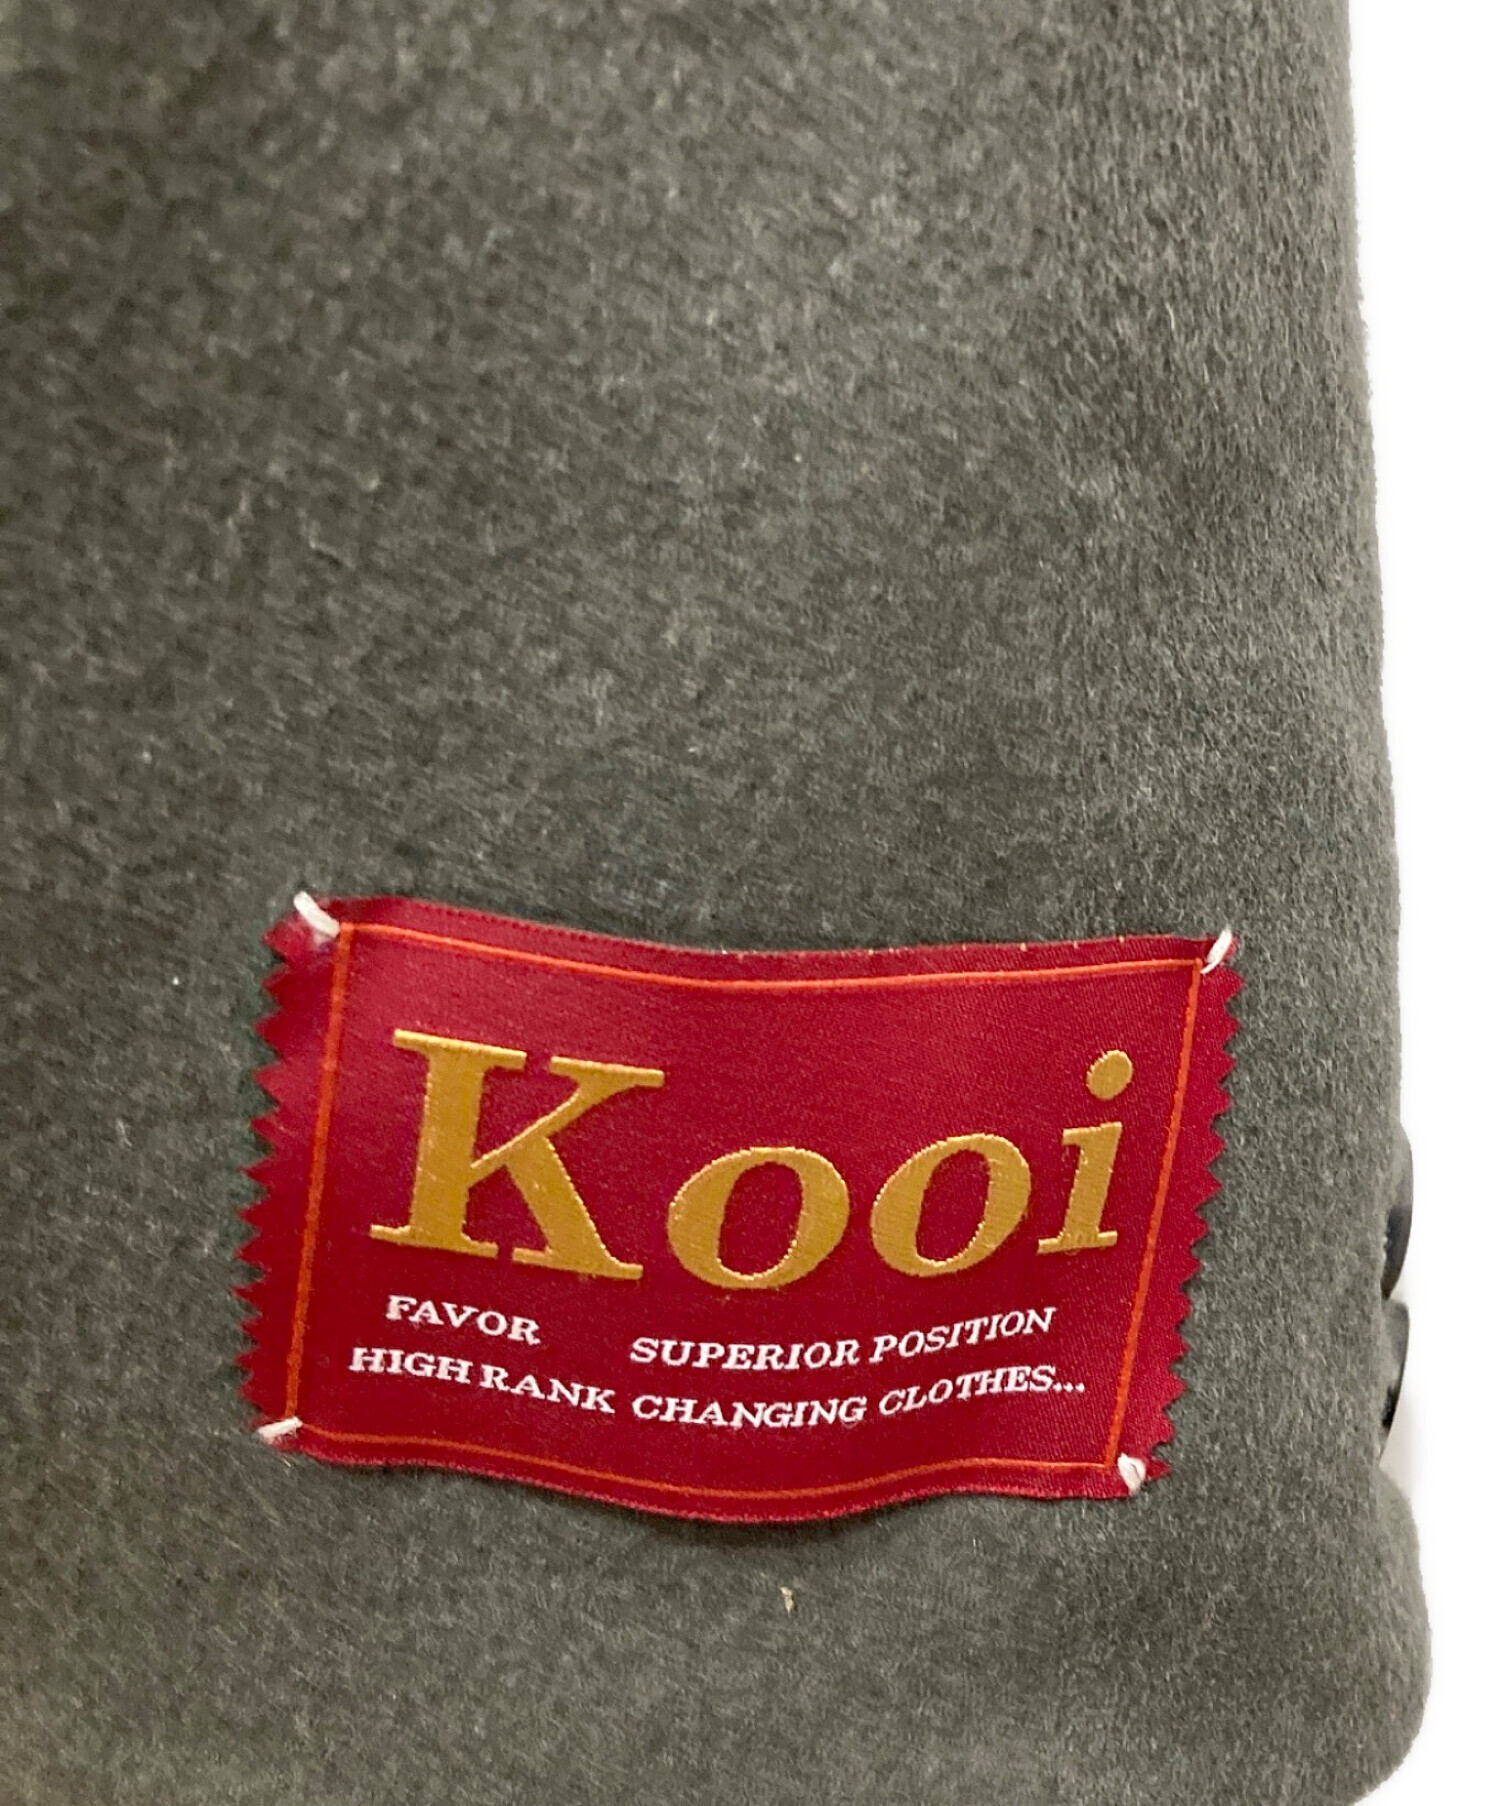 Kooi
FAVOR SUPERIOR POSITION
HIGH RANK CHANGING CLOTHES...